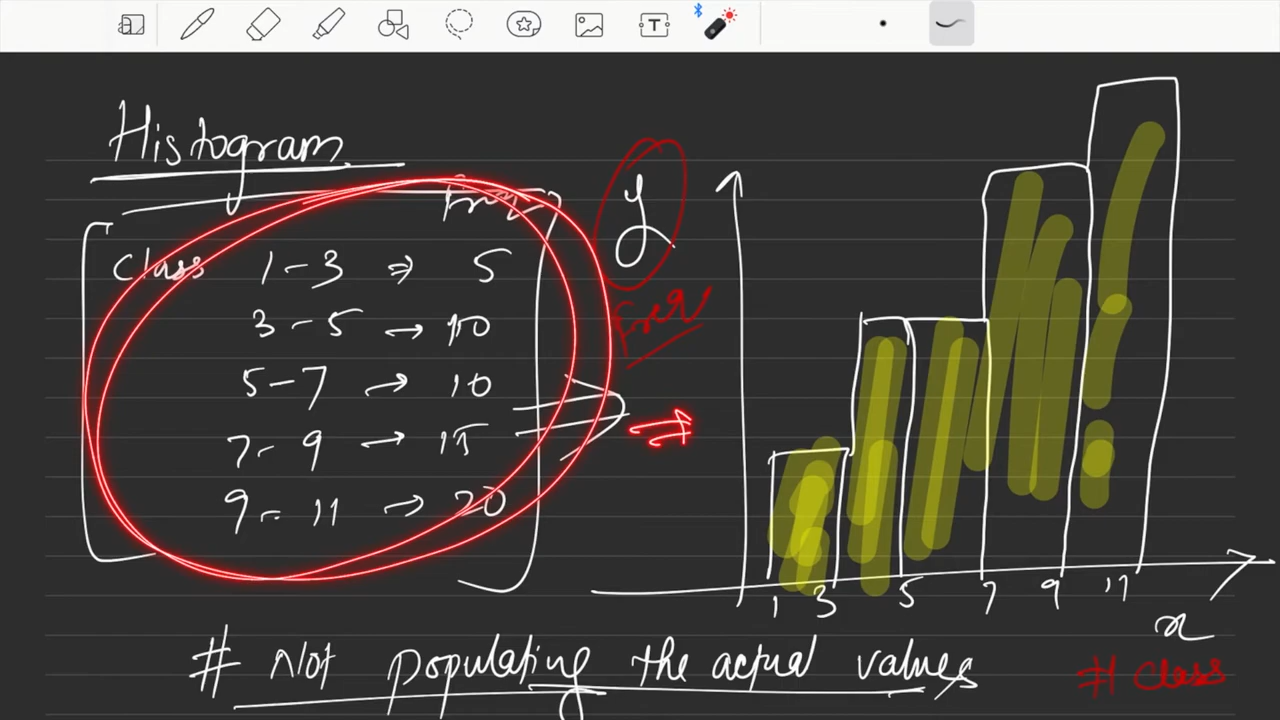 Histogram
Freq
Class 1 - 3 ⇒ 5
3 - 5 → 10
5 - 7 → 10
7 - 9 → 15
9 - 11 → 20
y
Freq
1 3 5 7 9 11
x
# Class
# Not populating the actual values